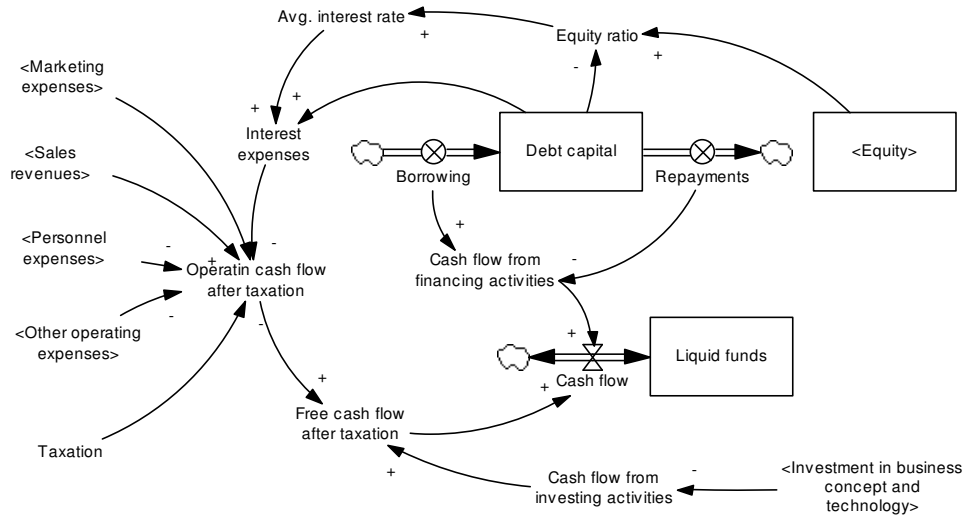 Avg. interest rate
+
Equity ratio
-
+
<Marketing
expenses>
+
+
Interest
expenses
Debt capital
<Equity>
Borrowing
Repayments
<Sales
revenues>
<Personnel
expenses>
-
+
-
Operatin cash flow
after taxation
-
-
+
Cash flow from
financing activities
-
<Other operating
expenses>
+
Liquid funds
Cash flow
+
+
Free cash flow
after taxation
Taxation
+
Cash flow from
investing activities
-
<Investment in business
concept and
technology>